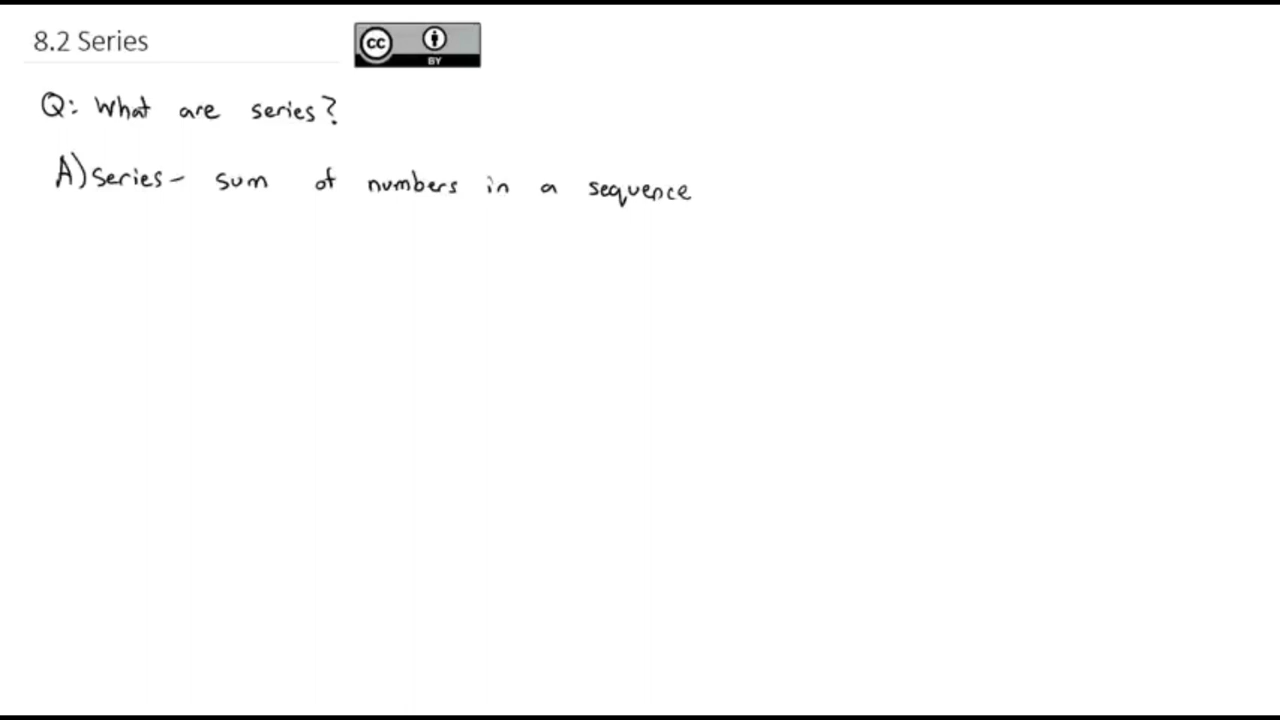 8.2 Series
cc
BY
Q: What are series?
A) Series - sum of numbers in a sequence